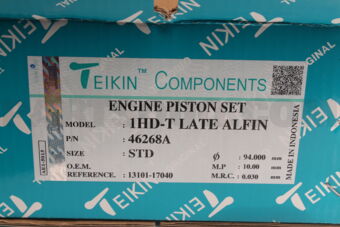 TEIKIN™ COMPONENTS
ENGINE PISTON SET
MODEL : 1HD-T LATE ALFIN
P/N : 46268A
SIZE : STD ϕ : 94.000 mm
O.E.M. M.P : 10.00 mm
REFERENCE. : 13101-17040 M.R.C. : 0.030 mm
MADE IN INDONESIA
TEIKIN
ORIGINAL